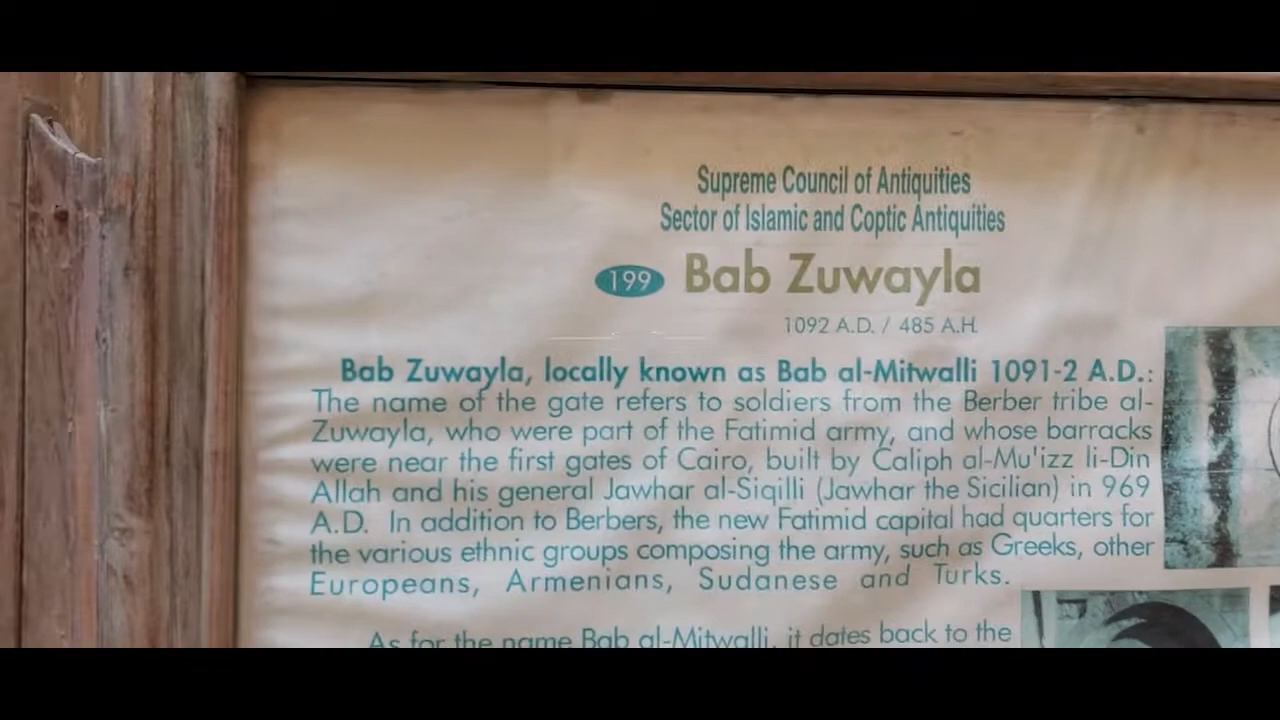 Supreme Council of Antiquities
Sector of Islamic and Coptic Antiquities
199 Bab Zuwayla
1092 A.D. / 485 A.H.
Bab Zuwayla, locally known as Bab al-Mitwalli 1091-2 A.D.:
The name of the gate refers to soldiers from the Berber tribe al-
Zuwayla, who were part of the Fatimid army, and whose barracks
were near the first gates of Cairo, built by Caliph al-Mu'izz li-Din
Allah and his general Jawhar al-Siqilli (Jawhar the Sicilian) in 969
A.D. In addition to Berbers, the new Fatimid capital had quarters for
the various ethnic groups composing the army, such as Greeks, other
Europeans, Armenians, Sudanese and Turks.
As for the name Bab al-Mitwalli, it dates back to the